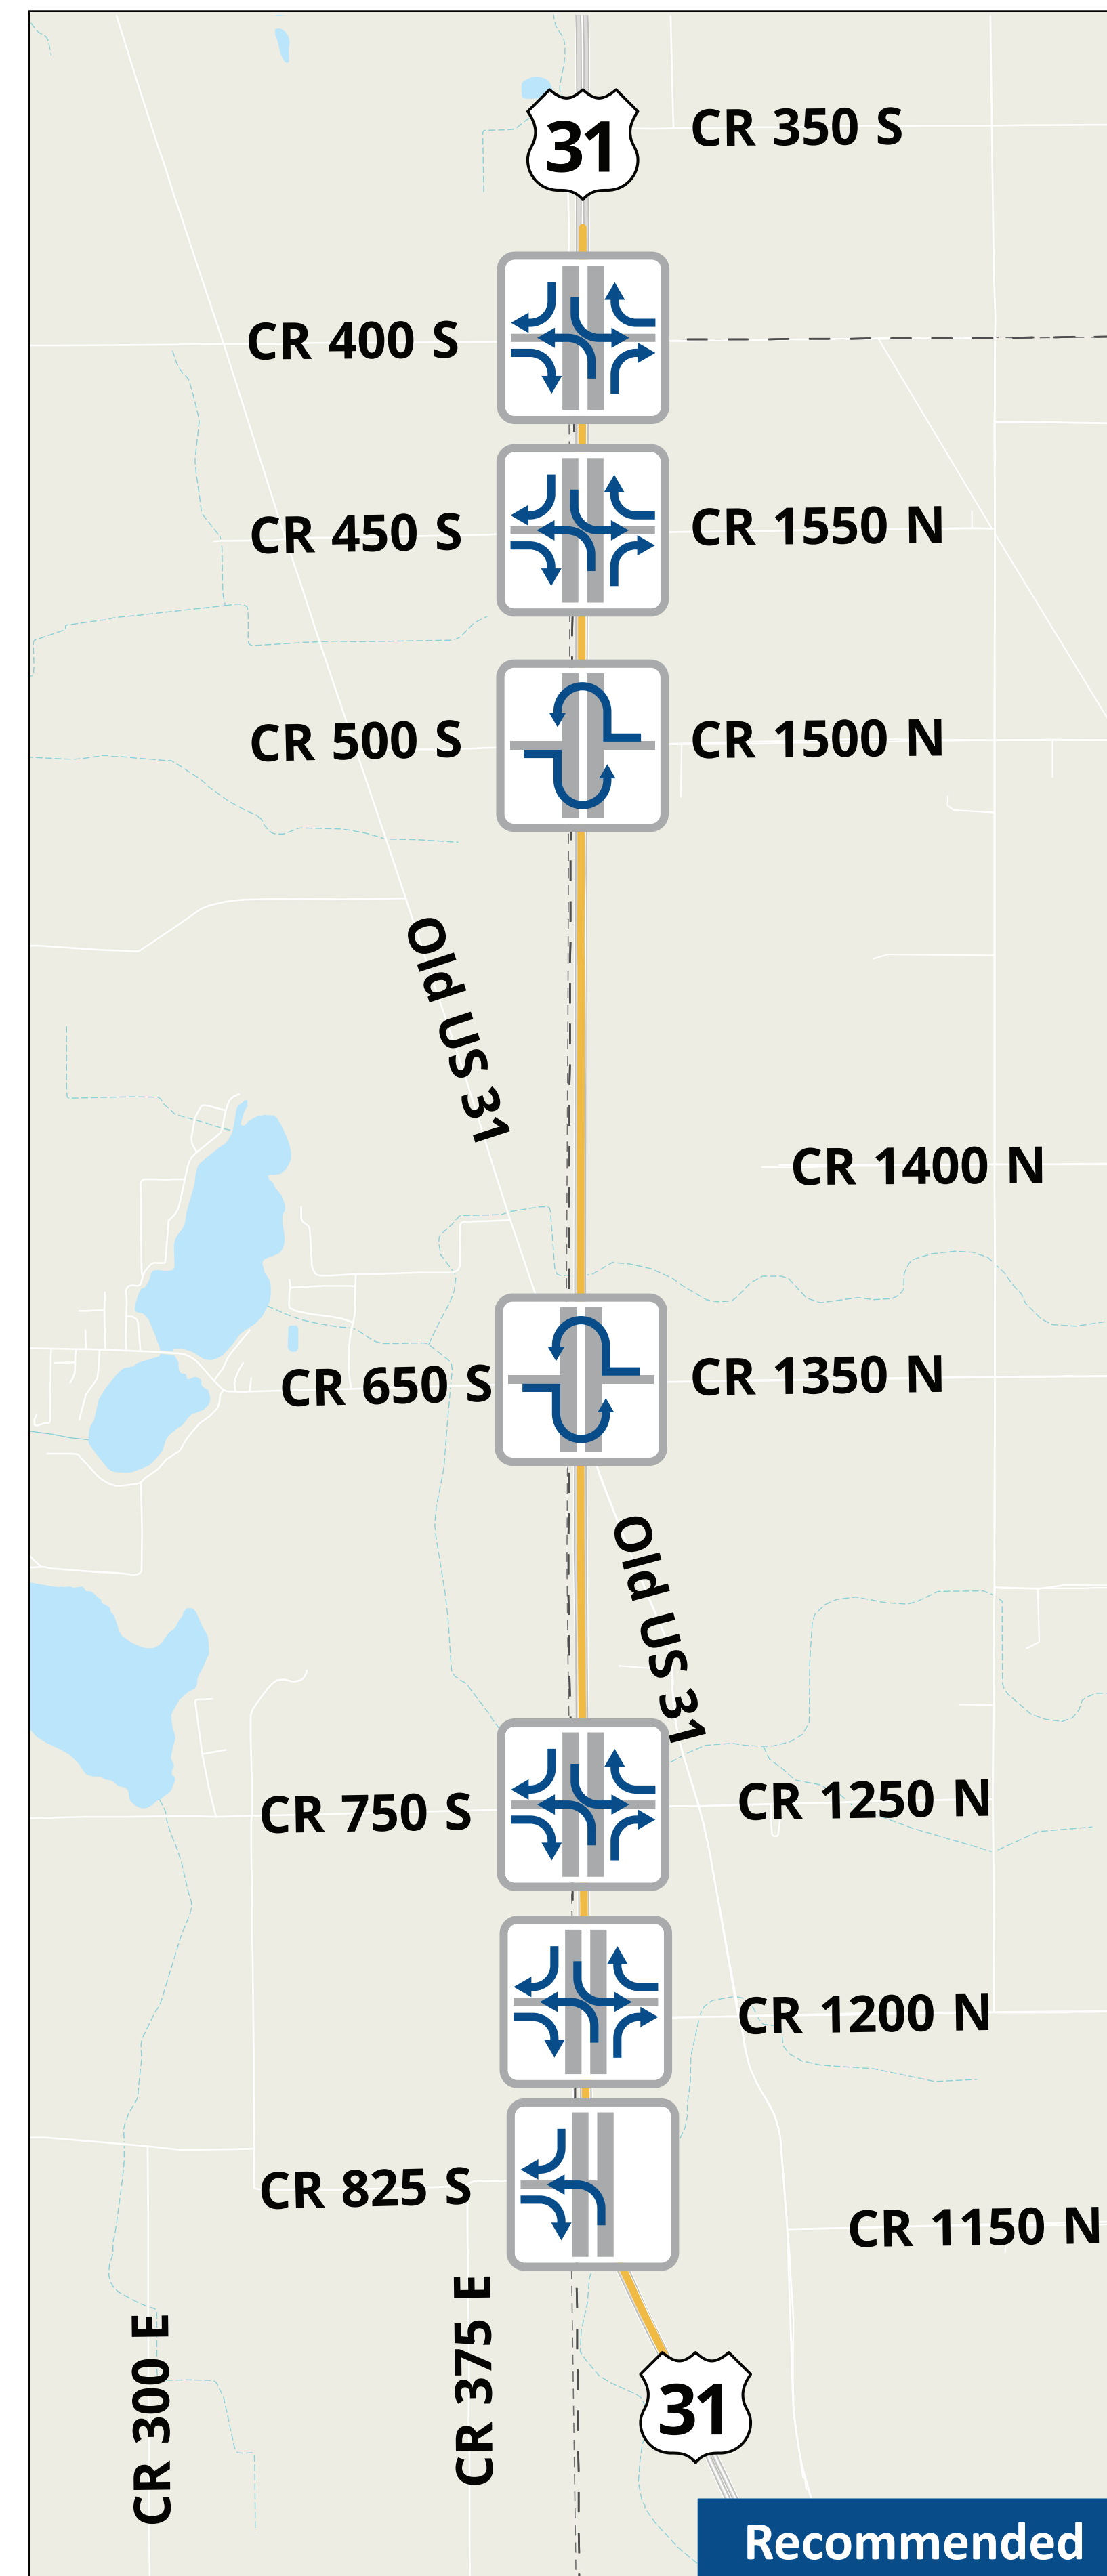 31
CR 350 S
CR 400 S
CR 450 S
CR 1550 N
CR 500 S
CR 1500 N
Old US 31
CR 1400 N
CR 650 S
CR 1350 N
Old US 31
CR 750 S
CR 1250 N
CR 1200 N
CR 825 S
CR 1150 N
CR 300 E
CR 375 E
31
Recommended